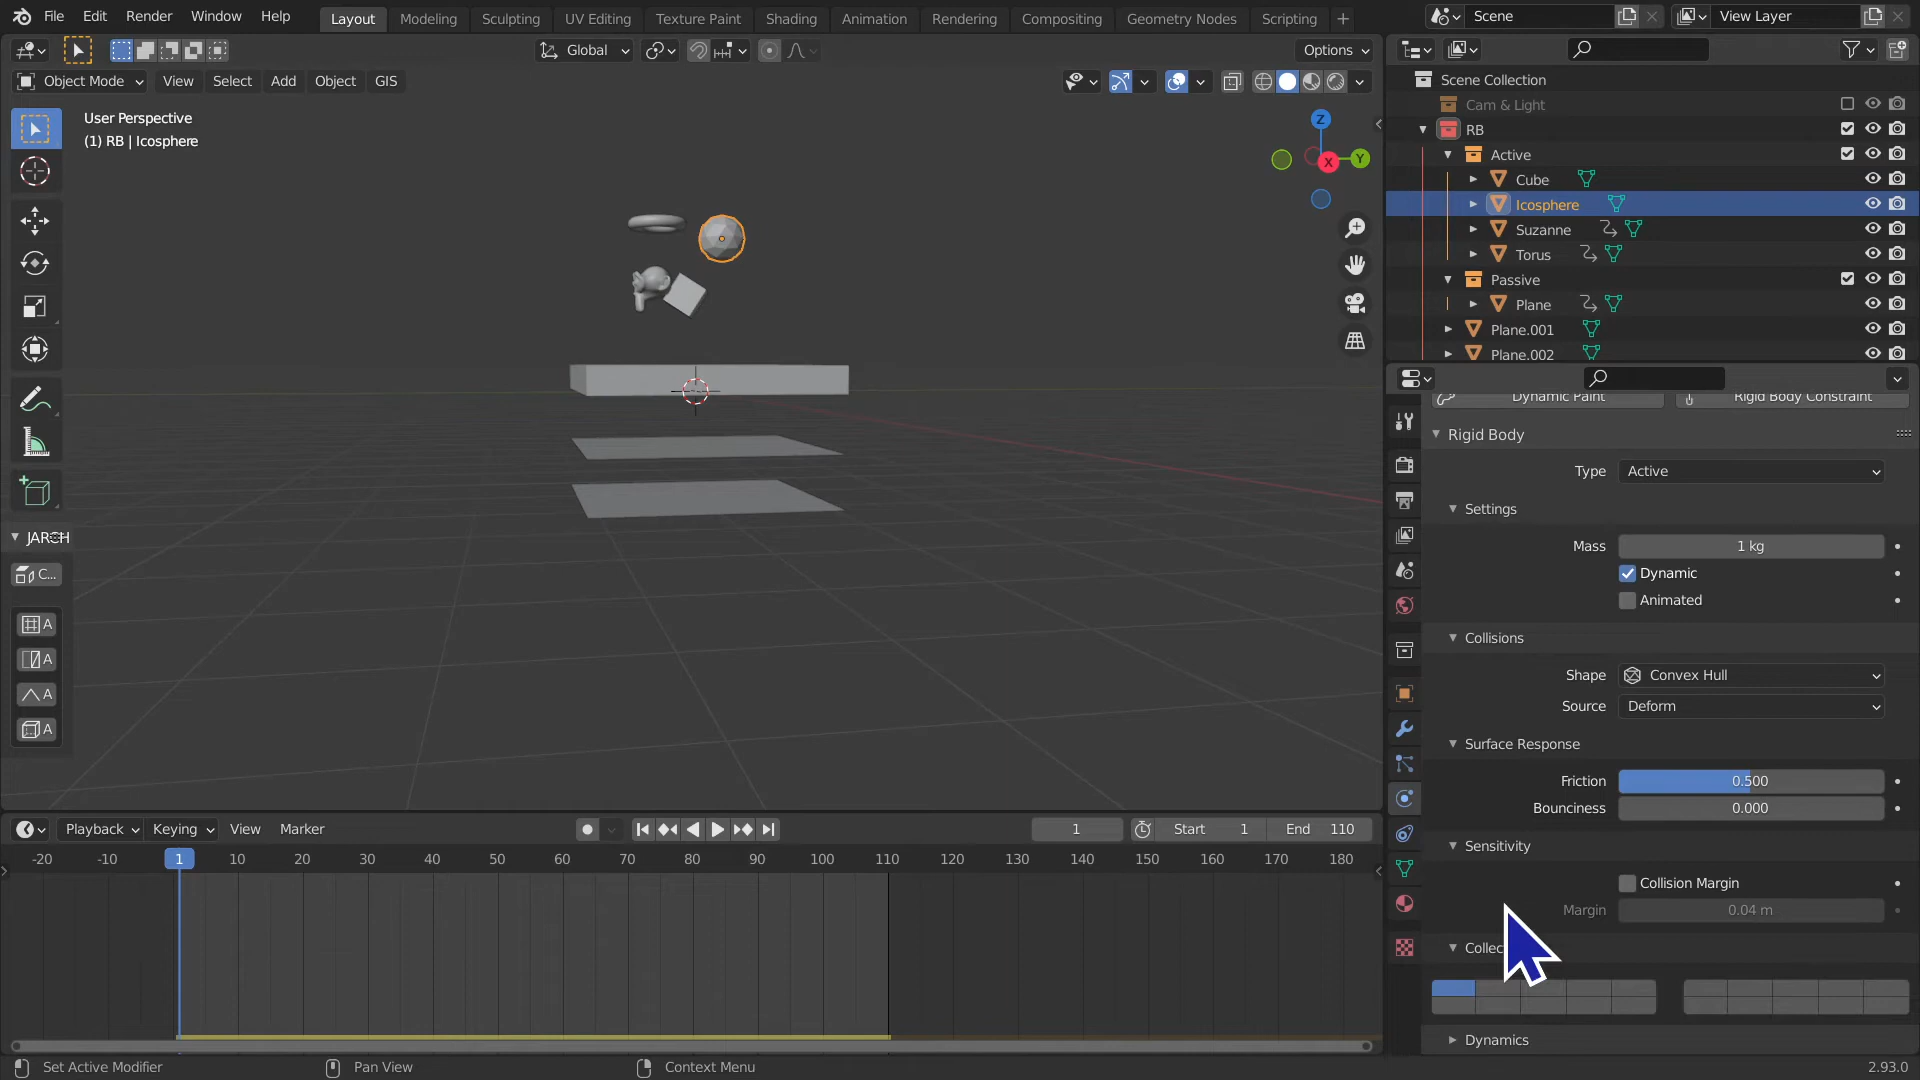 File Edit Render Window Help Layout Modeling Sculpting UV Editing Texture Paint Shading Animation Rendering Compositing Geometry Nodes Scripting Scene View Layer
Global Options
Object Mode View Select Add Object GIS
User Perspective
(1) RB | Icosphere
Z
X
Y
JARCH
C...
A
A
A
A
Scene Collection
Cam & Light
RB
Active
Cube
Icosphere
Suzanne
Torus
Passive
Plane
Plane.001
Plane.002
Dynamic Paint Rigid Body Constraint
Rigid Body
Type Active
Settings
Mass 1 kg
Dynamic
Animated
Collisions
Shape Convex Hull
Source Deform
Surface Response
Friction 0.500
Bounciness 0.000
Sensitivity
Collision Margin
Margin 0.04 m
Dynamics
Playback Keying View Marker 1 Start 1 End 110
-20 -10 1 10 20 30 40 50 60 70 80 90 100 110 120 130 140 150 160 170 180
Set Active Modifier Pan View Context Menu 2.93.0